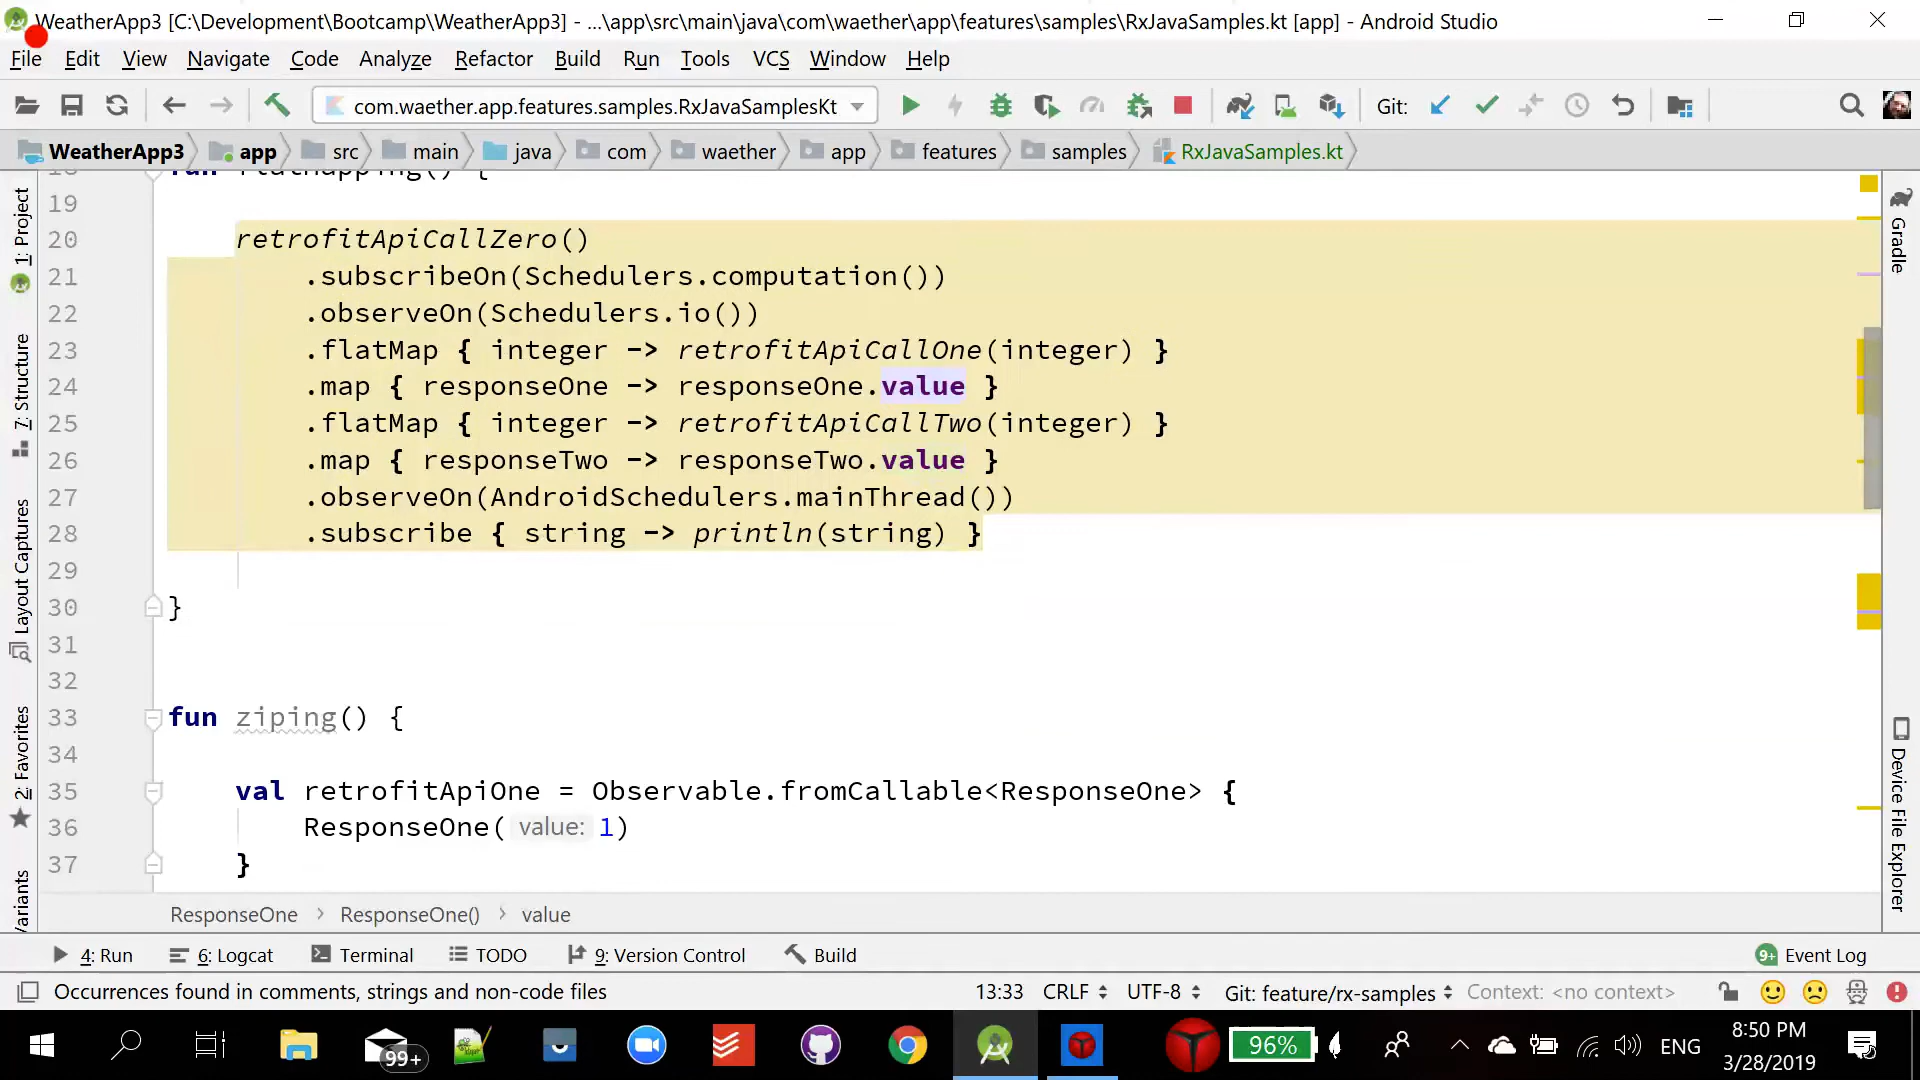 WeatherApp3 [C:\Development\Bootcamp\WeatherApp3] - ...\app\src\main\java\com\waether\app\features\samples\RxJavaSamples.kt [app] - Android Studio
File Edit View Navigate Code Analyze Refactor Build Run Tools VCS Window Help
com.waether.app.features.samples.RxJavaSamplesKt Git:
WeatherApp3 app src main java com waether app features samples RxJavaSamples.kt
1: Project
7: Structure
Layout Captures
2: Favorites
Gradle
Device File Explorer
18 fun flatMapping() {
19
20 retrofitApiCallZero()
21 .subscribeOn(Schedulers.computation())
22 .observeOn(Schedulers.io())
23 .flatMap { integer -> retrofitApiCallOne(integer) }
24 .map { responseOne -> responseOne.value }
25 .flatMap { integer -> retrofitApiCallTwo(integer) }
26 .map { responseTwo -> responseTwo.value }
27 .observeOn(AndroidSchedulers.mainThread())
28 .subscribe { string -> println(string) }
29
30 }
31
32
33 fun ziping() {
34
35 val retrofitApiOne = Observable.fromCallable<ResponseOne> {
36 ResponseOne( value: 1)
37 }
ResponseOne > ResponseOne() > value
4: Run 6: Logcat Terminal TODO 9: Version Control Build 9+ Event Log
Occurrences found in comments, strings and non-code files 13:33 CRLF UTF-8 Git: feature/rx-samples Context: <no context>
99+ 96% ENG 8:50 PM
3/28/2019